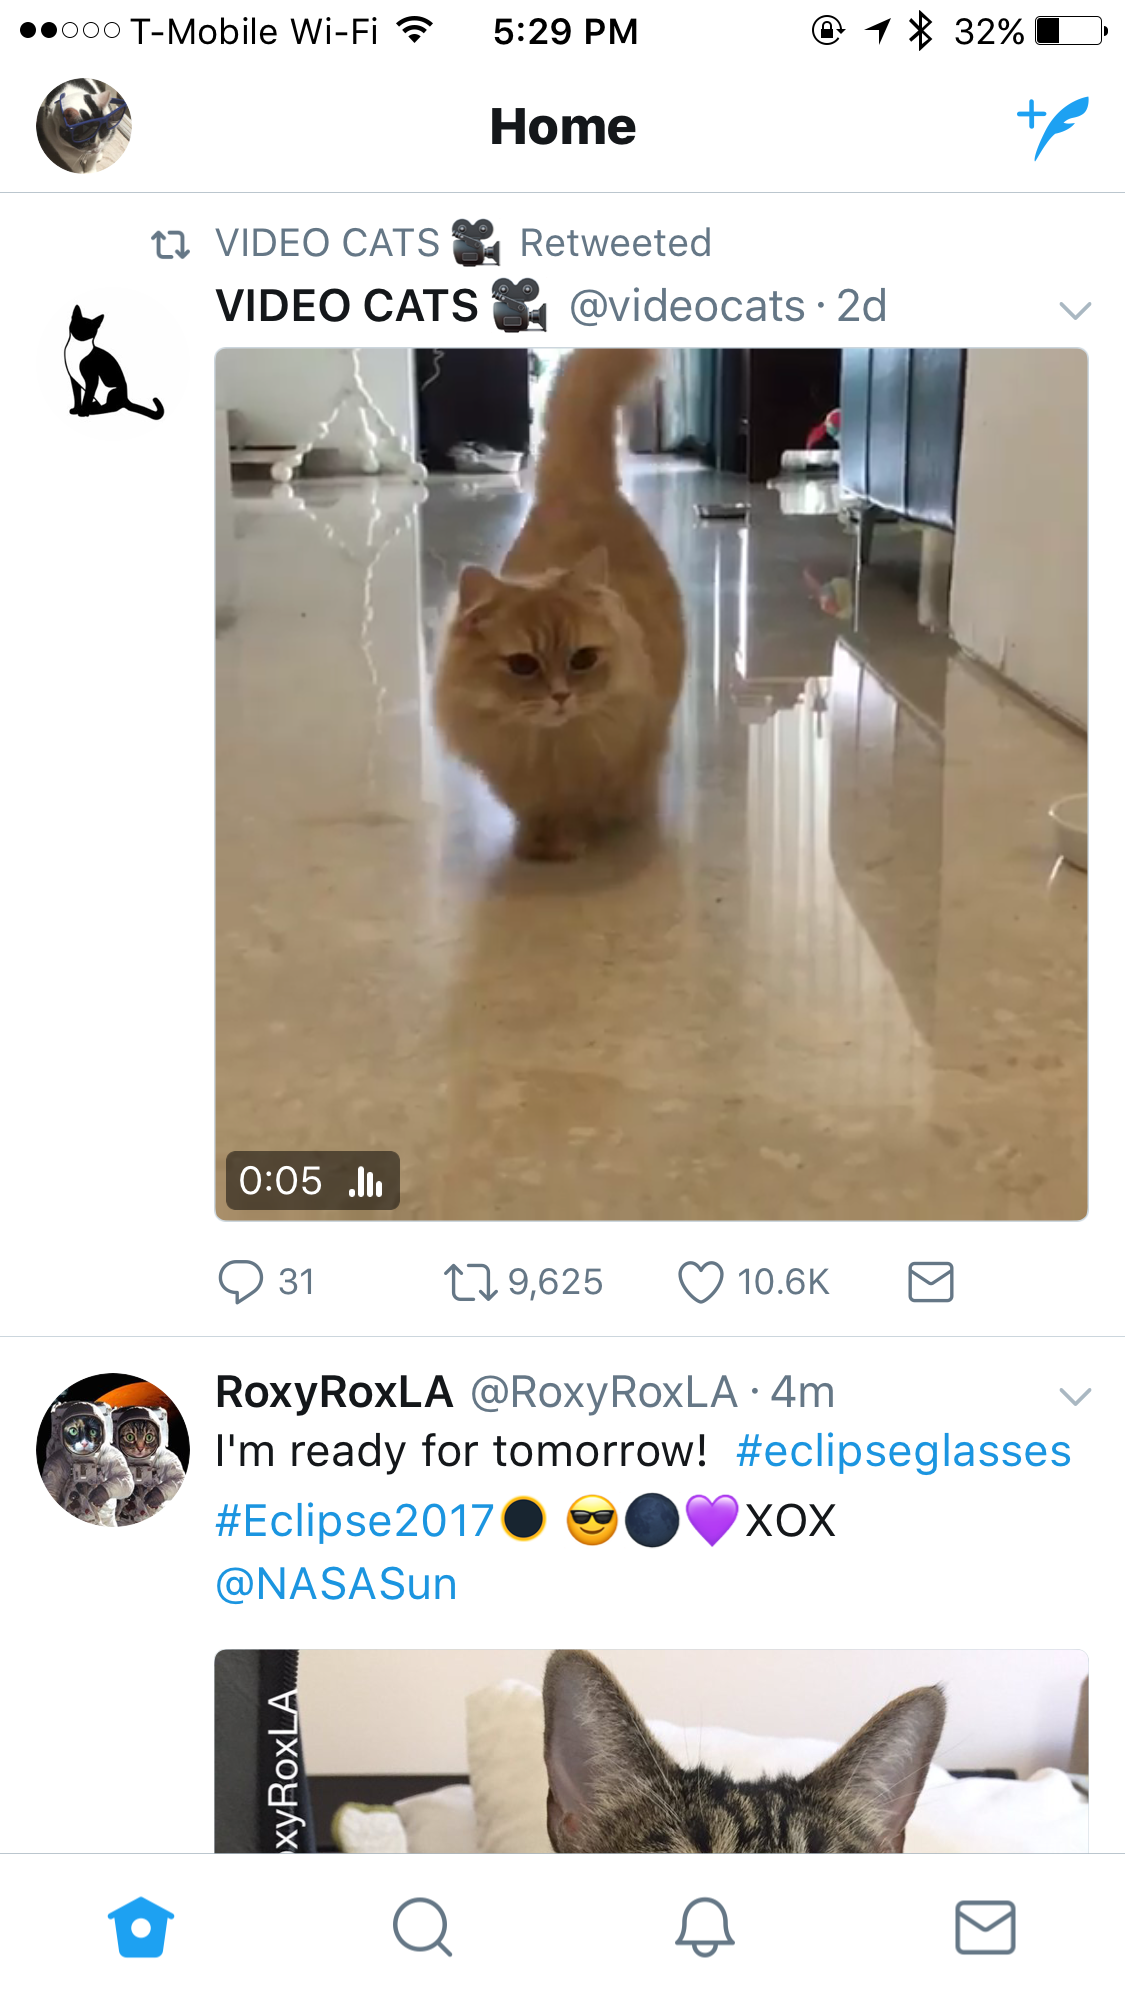 T-Mobile Wi-Fi 5:29 PM 32%
Home
VIDEO CATS🎥 Retweeted
VIDEO CATS🎥 @videocats · 2d
0:05
31 9,625 10.6K
RoxyRoxLA @RoxyRoxLA · 4m
I'm ready for tomorrow! #eclipseglasses
#Eclipse2017 😎🌑💜XOX
@NASASun
oxyRoxLA